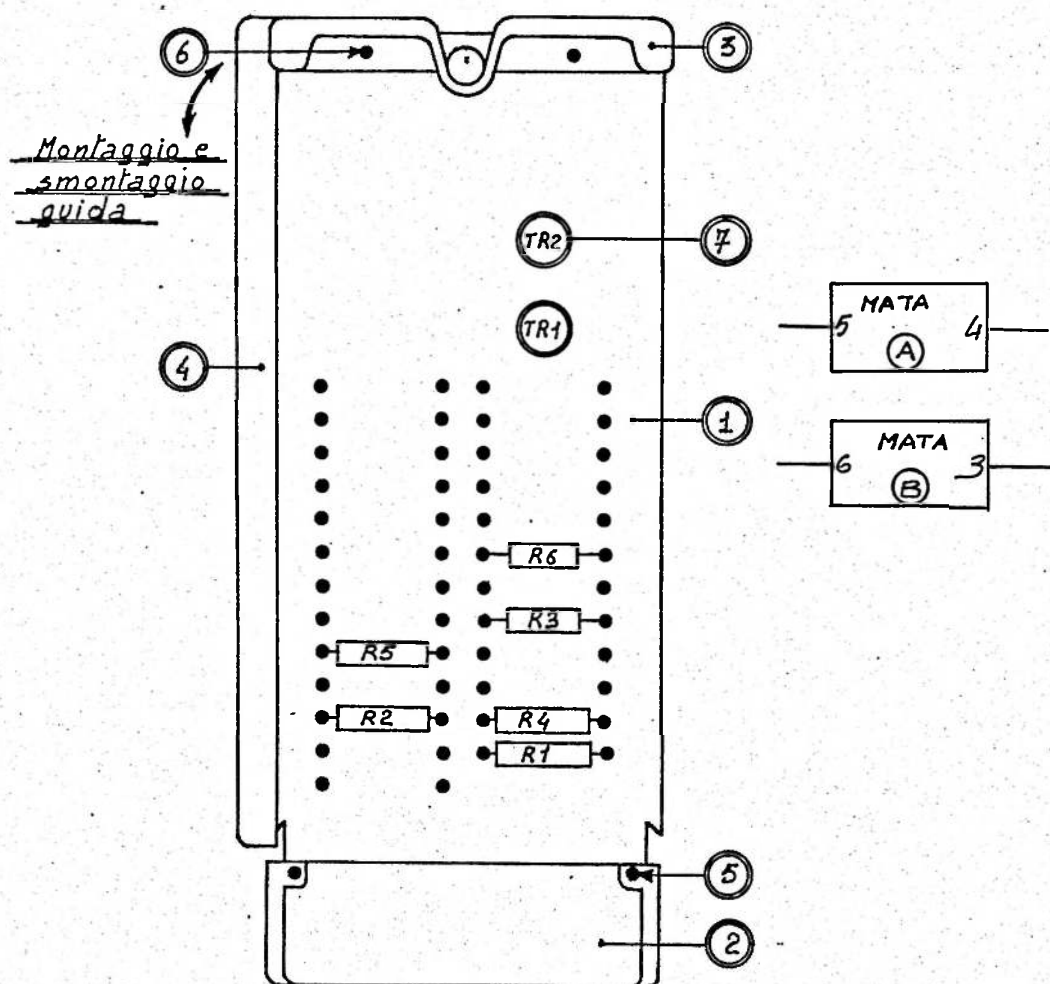 6
3
Montaggio e
smontaggio
guida
TR2
7
TR1
MATA
5 4
A
4
1
MATA
6 3
B
R6
R3
R5
R2
R4
R1
5
2